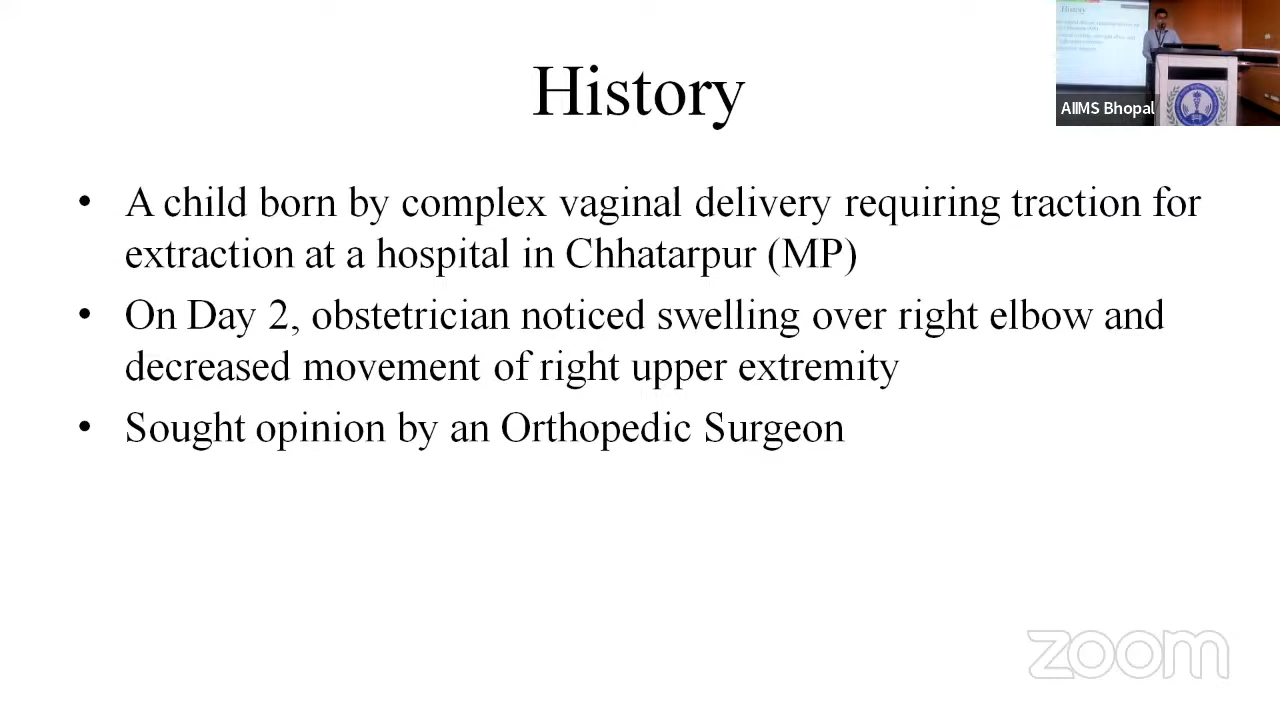 History
AIIMS Bhopal
• A child born by complex vaginal delivery requiring traction for
extraction at a hospital in Chhatarpur (MP)
• On Day 2, obstetrician noticed swelling over right elbow and
decreased movement of right upper extremity
• Sought opinion by an Orthopedic Surgeon
zoom